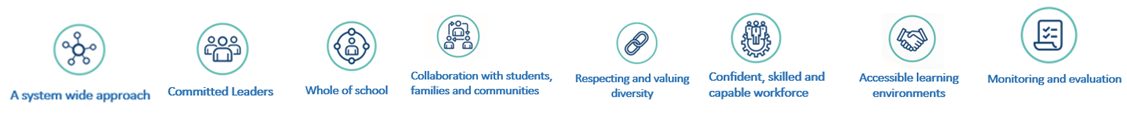 A system wide approach
Committed Leaders
Whole of school
Collaboration with students,
families and communities
Respecting and valuing
diversity
Confident, skilled and
capable workforce
Accessible learning
environments
Monitoring and evaluation